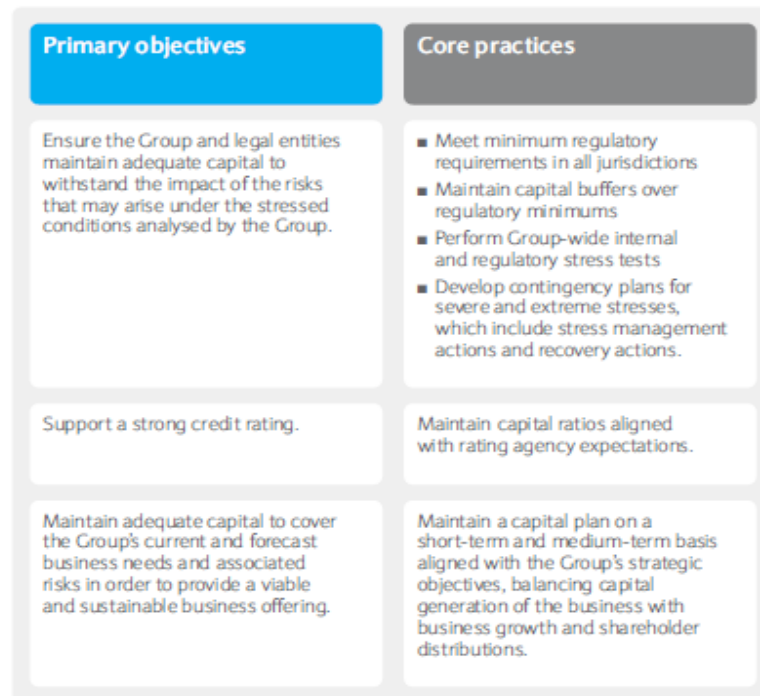 Primary objectives
Core practices
Ensure the Group and legal entities
maintain adequate capital to
withstand the impact of the risks
that may arise under the stressed
conditions analysed by the Group.
■ Meet minimum regulatory
requirements in all jurisdictions
■ Maintain capital buffers over
regulatory minimums
■ Perform Group-wide internal
and regulatory stress tests
■ Develop contingency plans for
severe and extreme stresses,
which include stress management
actions and recovery actions.
Support a strong credit rating.
Maintain capital ratios aligned
with rating agency expectations.
Maintain adequate capital to cover
the Group's current and forecast
business needs and associated
risks in order to provide a viable
and sustainable business offering.
Maintain a capital plan on a
short-term and medium-term basis
aligned with the Group's strategic
objectives, balancing capital
generation of the business with
business growth and shareholder
distributions.